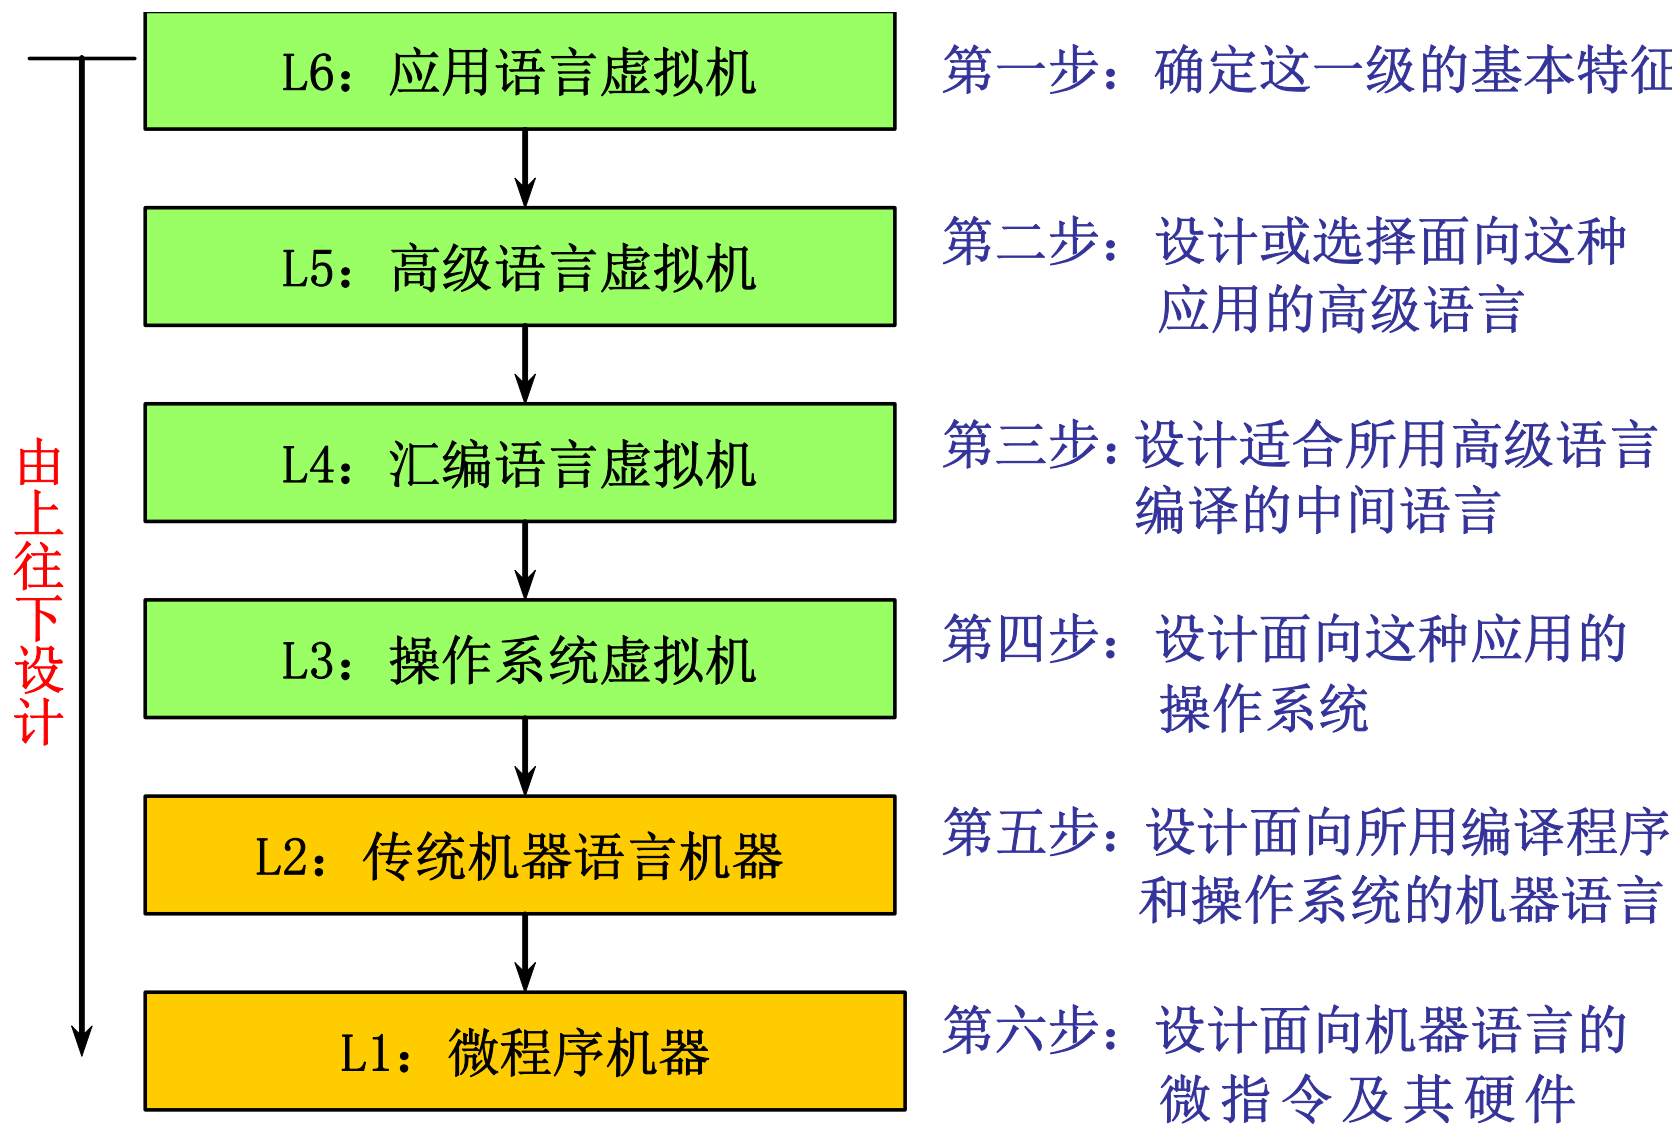 L6：应用语言虚拟机
第一步：确定这一级的基本特征
L5：高级语言虚拟机
第二步：设计或选择面向这种
应用的高级语言
L4：汇编语言虚拟机
第三步：设计适合所用高级语言
编译的中间语言
由上往下设计
L3：操作系统虚拟机
第四步：设计面向这种应用的
操作系统
L2：传统机器语言机器
第五步：设计面向所用编译程序
和操作系统的机器语言
L1：微程序机器
第六步：设计面向机器语言的
微指令及其硬件